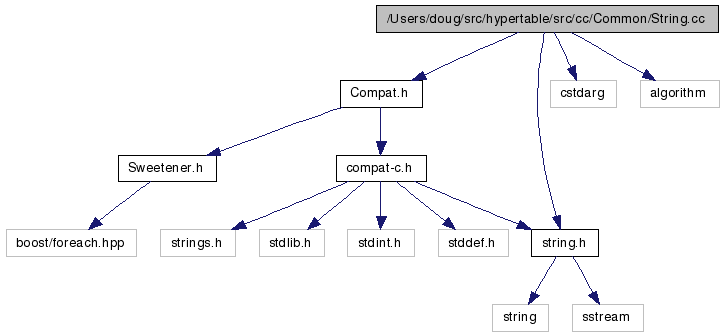 /Users/doug/src/hypertable/src/cc/Common/String.cc
Compat.h
cstdarg
algorithm
Sweetener.h
compat-c.h
boost/foreach.hpp
strings.h
stdlib.h
stdint.h
stddef.h
string.h
string
sstream